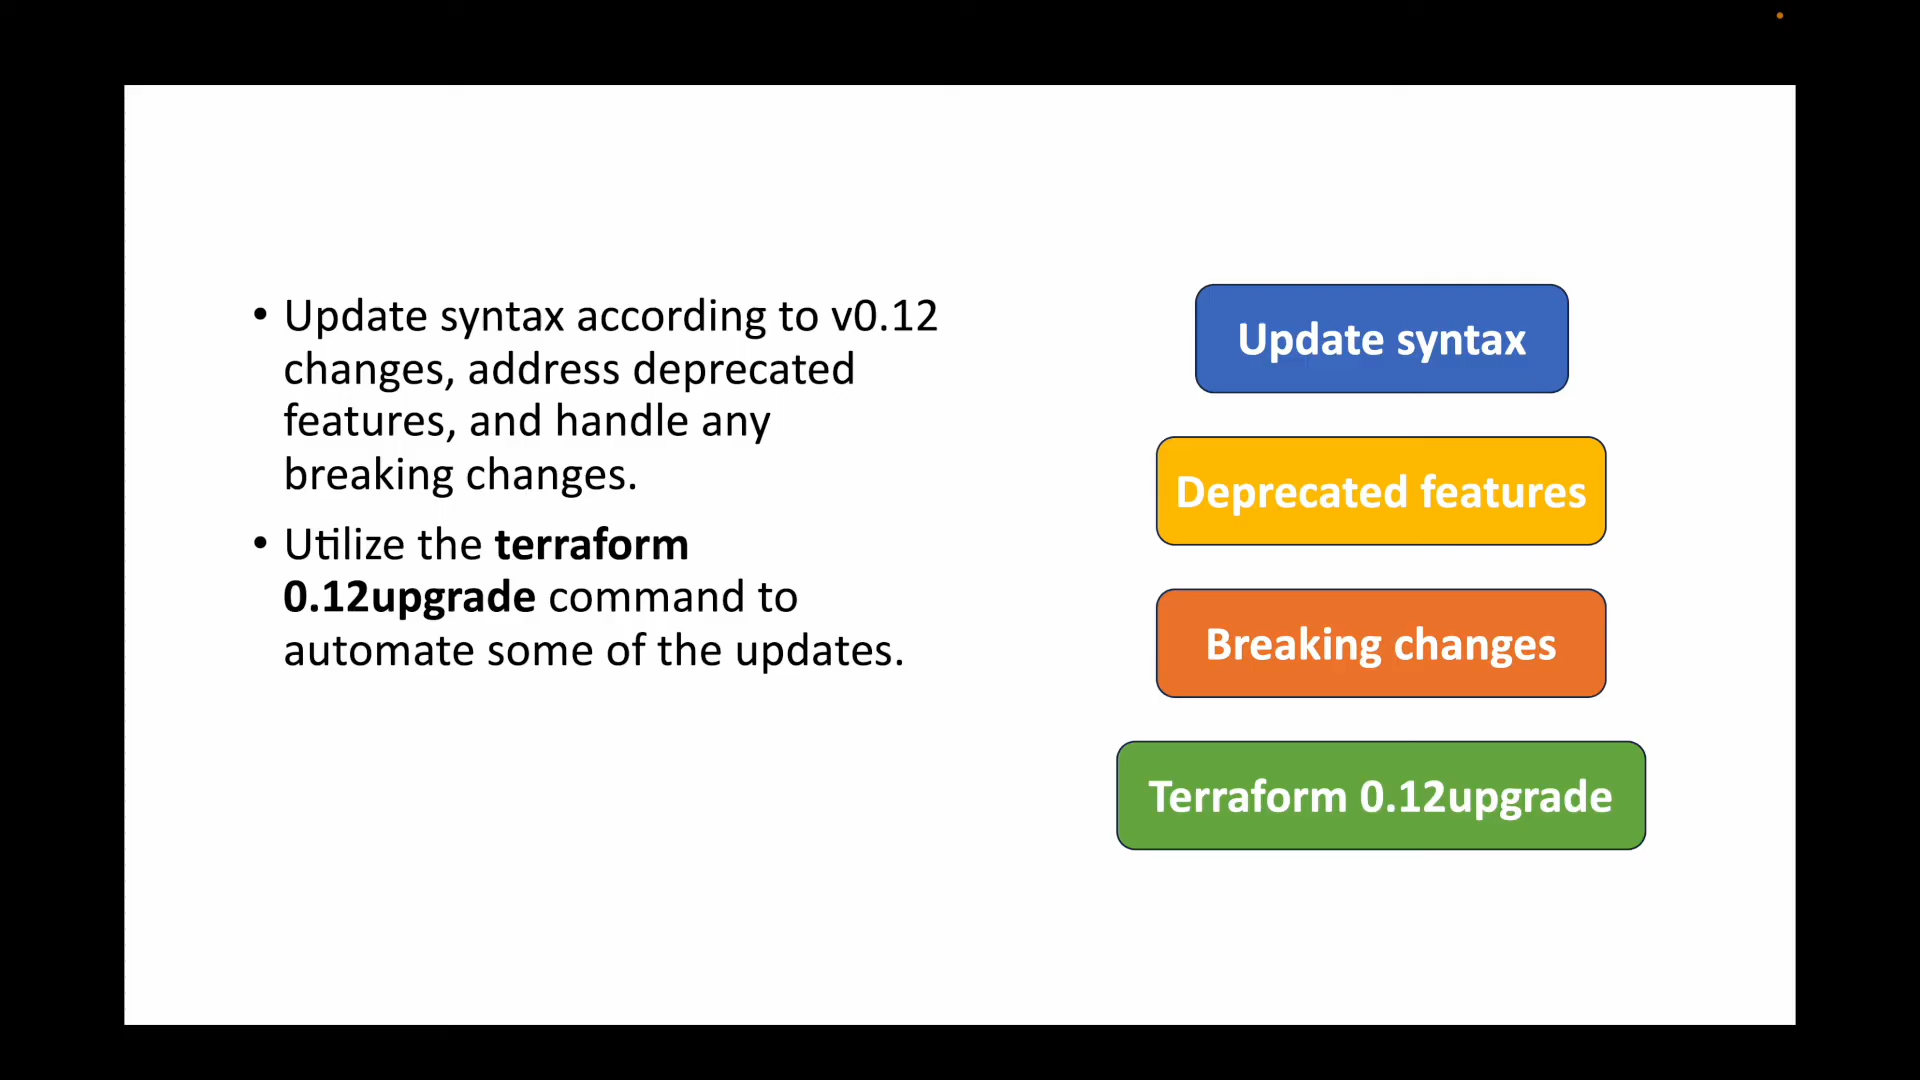 • Update syntax according to v0.12
changes, address deprecated
features, and handle any
breaking changes.
• Utilize the terraform
0.12upgrade command to
automate some of the updates.
Update syntax
Deprecated features
Breaking changes
Terraform 0.12upgrade